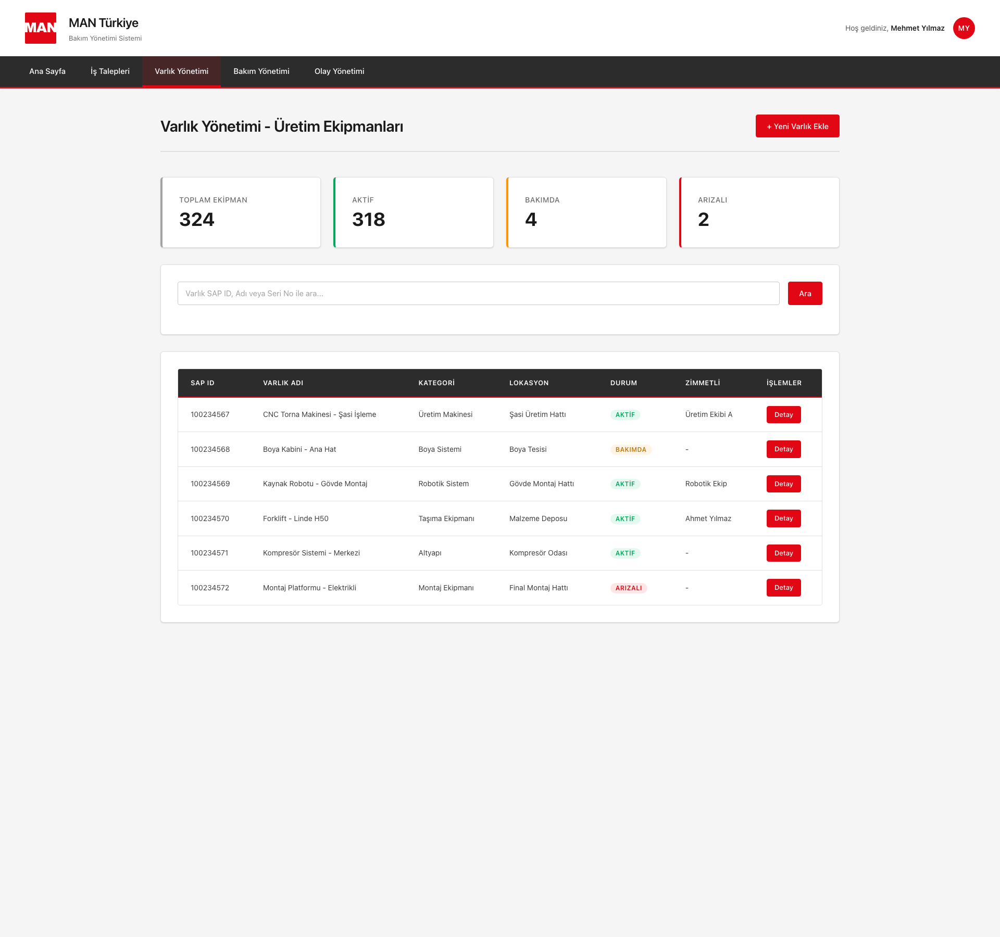 MAN
MAN Türkiye
Bakım Yönetimi Sistemi
Hoş geldiniz, Mehmet Yılmaz
MY
Ana Sayfa
İş Talepleri
Varlık Yönetimi
Bakım Yönetimi
Olay Yönetimi
Varlık Yönetimi - Üretim Ekipmanları
+ Yeni Varlık Ekle
TOPLAM EKİPMAN
324
AKTİF
318
BAKIMDA
4
ARIZALI
2
Varlık SAP ID, Adı veya Seri No ile ara...
Ara
SAP ID VARLIK ADI KATEGORİ LOKASYON DURUM ZİMMETLİ İŞLEMLER
100234567 CNC Torna Makinesi - Şasi İşleme Üretim Makinesi Şasi Üretim Hattı AKTİF Üretim Ekibi A Detay
100234568 Boya Kabini - Ana Hat Boya Sistemi Boya Tesisi BAKIMDA - Detay
100234569 Kaynak Robotu - Gövde Montaj Robotik Sistem Gövde Montaj Hattı AKTİF Robotik Ekip Detay
100234570 Forklift - Linde H50 Taşıma Ekipmanı Malzeme Deposu AKTİF Ahmet Yılmaz Detay
100234571 Kompresör Sistemi - Merkezi Altyapı Kompresör Odası AKTİF - Detay
100234572 Montaj Platformu - Elektrikli Montaj Ekipmanı Final Montaj Hattı ARIZALI - Detay